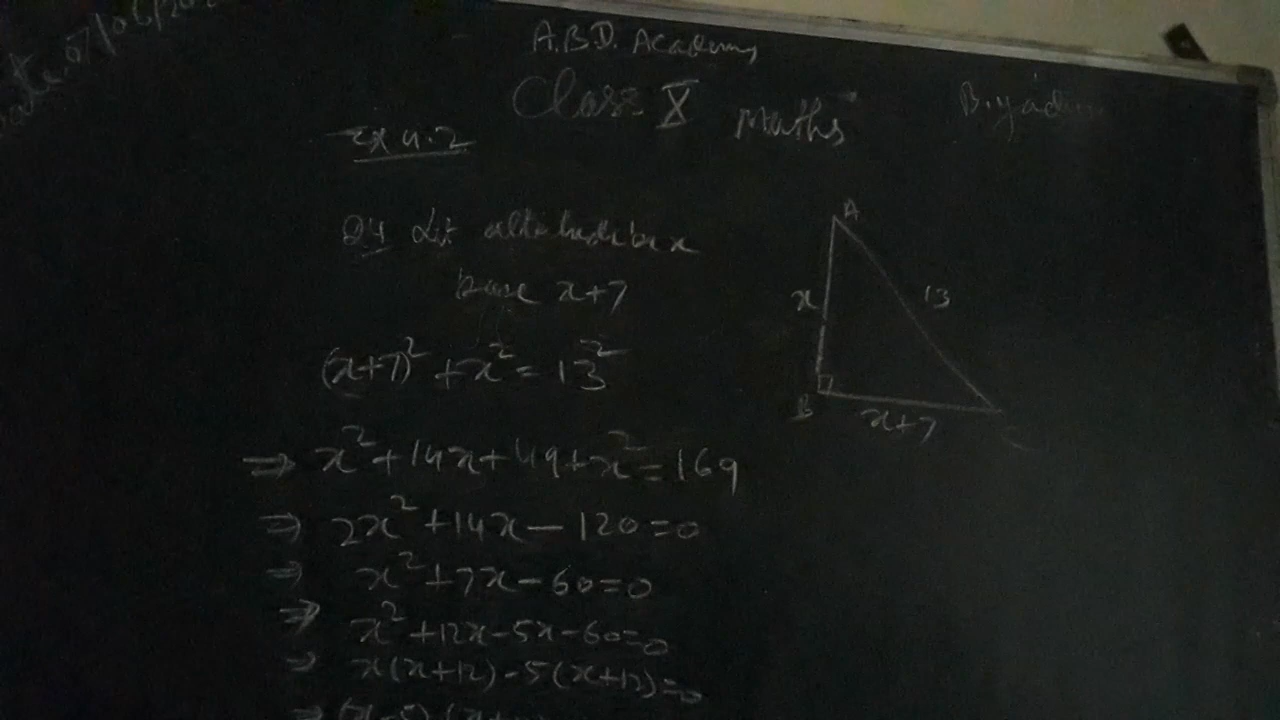 A.B.D. Academy
Class X Maths
Ex 4.2
Q4 Let altitude be x
base x+7
(x+7)² + x² = 13²
⇒ x² + 14x + 49 + x² = 169
⇒ 2x² + 14x - 120 = 0
⇒ x² + 7x - 60 = 0
⇒ x² + 12x - 5x - 60 = 0
⇒ x(x+12) - 5(x+12) = 0
A
x
13
B
x+7
C